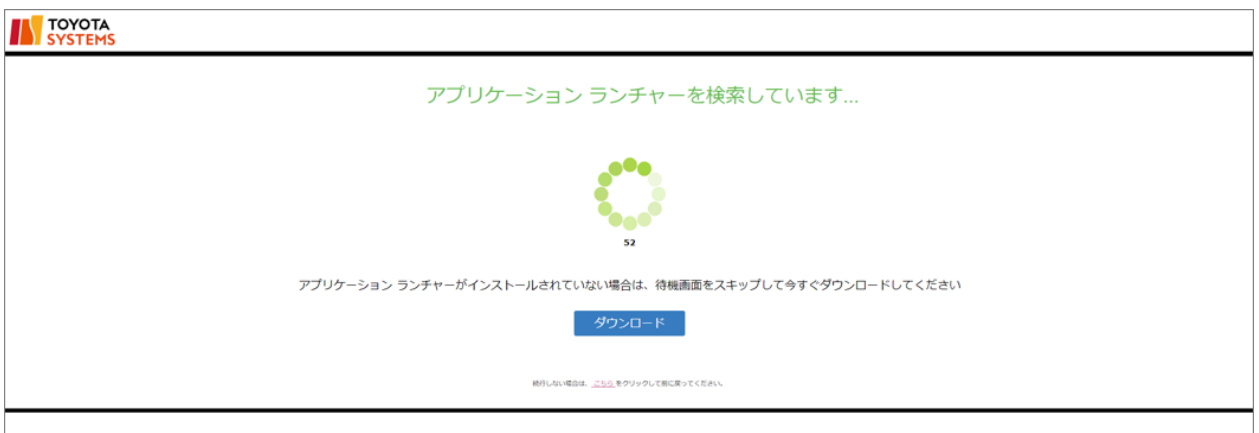 TOYOTA
SYSTEMS
アプリケーション ランチャーを検索しています...
52
アプリケーション ランチャーがインストールされていない場合は、待機画面をスキップして今すぐダウンロードしてください
ダウンロード
続行しない場合は、こちら をクリックして前に戻ってください。